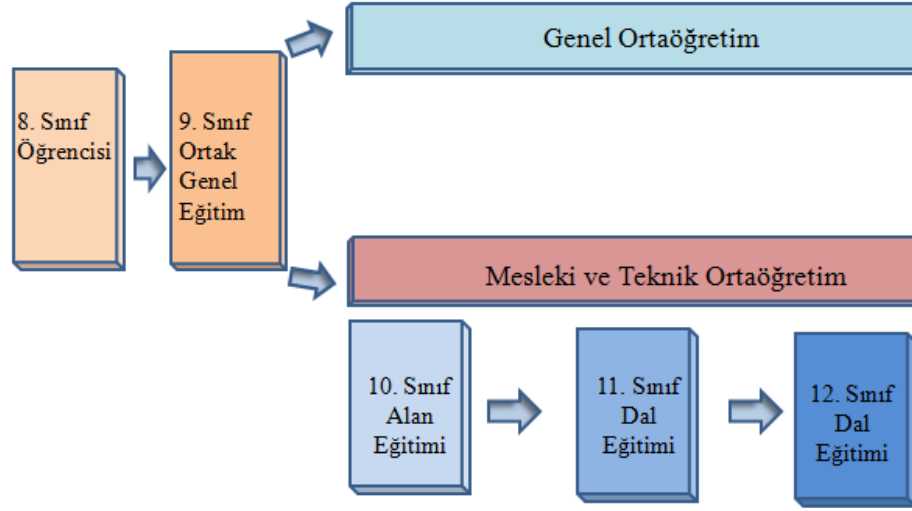 8. Sınıf
Öğrencisi
9. Sınıf
Ortak
Genel
Eğitim
Genel Ortaöğretim
Mesleki ve Teknik Ortaöğretim
10. Sınıf
Alan
Eğitimi
11. Sınıf
Dal
Eğitimi
12. Sınıf
Dal
Eğitimi